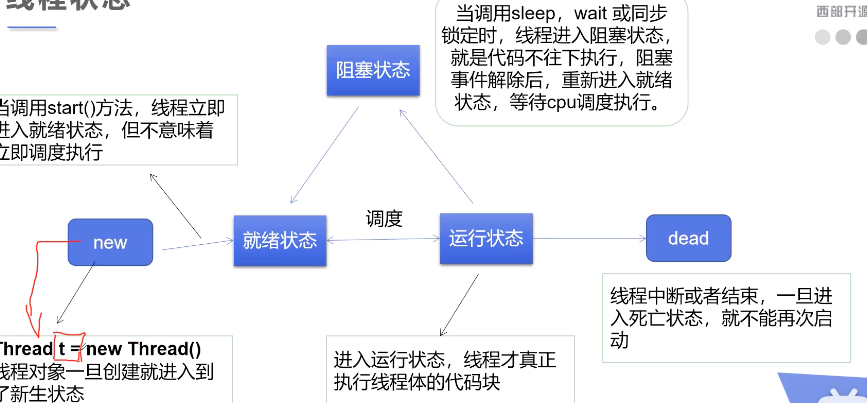 线程状态
西部开源
当调用sleep，wait 或同步
锁定时，线程进入阻塞状态，
就是代码不往下执行，阻塞
事件解除后，重新进入就绪
状态，等待cpu调度执行。
阻塞状态
当调用start()方法，线程立即
进入就绪状态，但不意味着
立即调度执行
new
就绪状态
调度
运行状态
dead
线程中断或者结束，一旦进
入死亡状态，就不能再次启
动
Thread t = new Thread()
线程对象一旦创建就进入到
了新生状态
进入运行状态，线程才真正
执行线程体的代码块